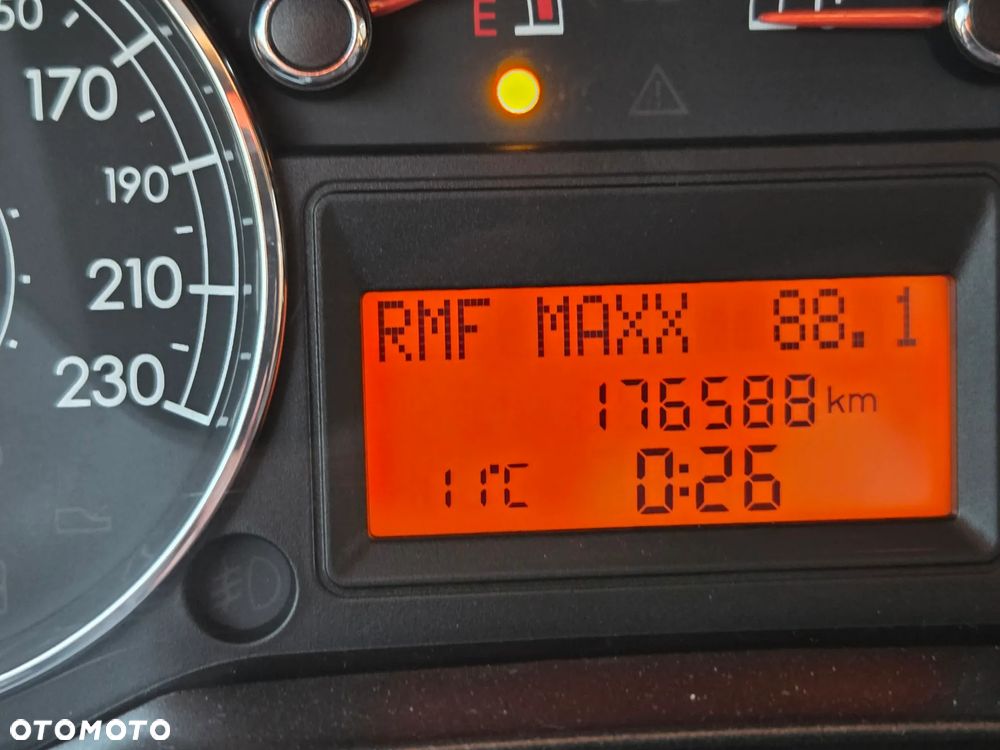 170
190
210
230
E
RMF MAXX 88.1
176588 km
11°C 0:26
OTOMOTO